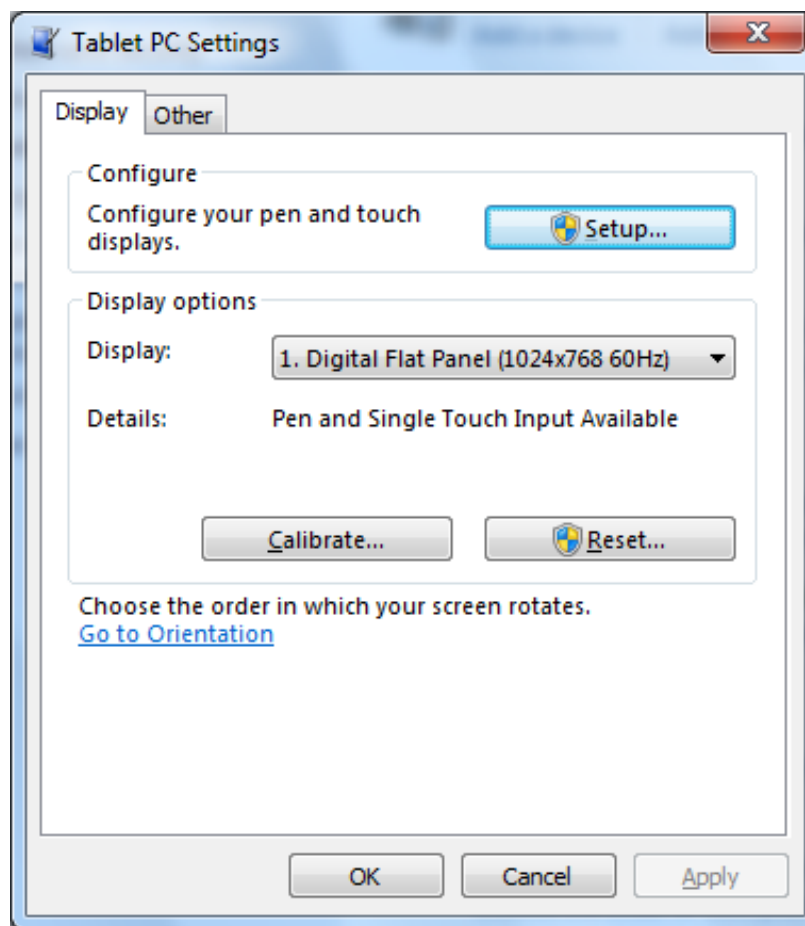 Tablet PC Settings
Display
Other
Configure
Configure your pen and touch
displays.
Setup...
Display options
Display:
1. Digital Flat Panel (1024x768 60Hz)
Details:
Pen and Single Touch Input Available
Calibrate...
Reset...
Choose the order in which your screen rotates.
Go to Orientation
OK
Cancel
Apply